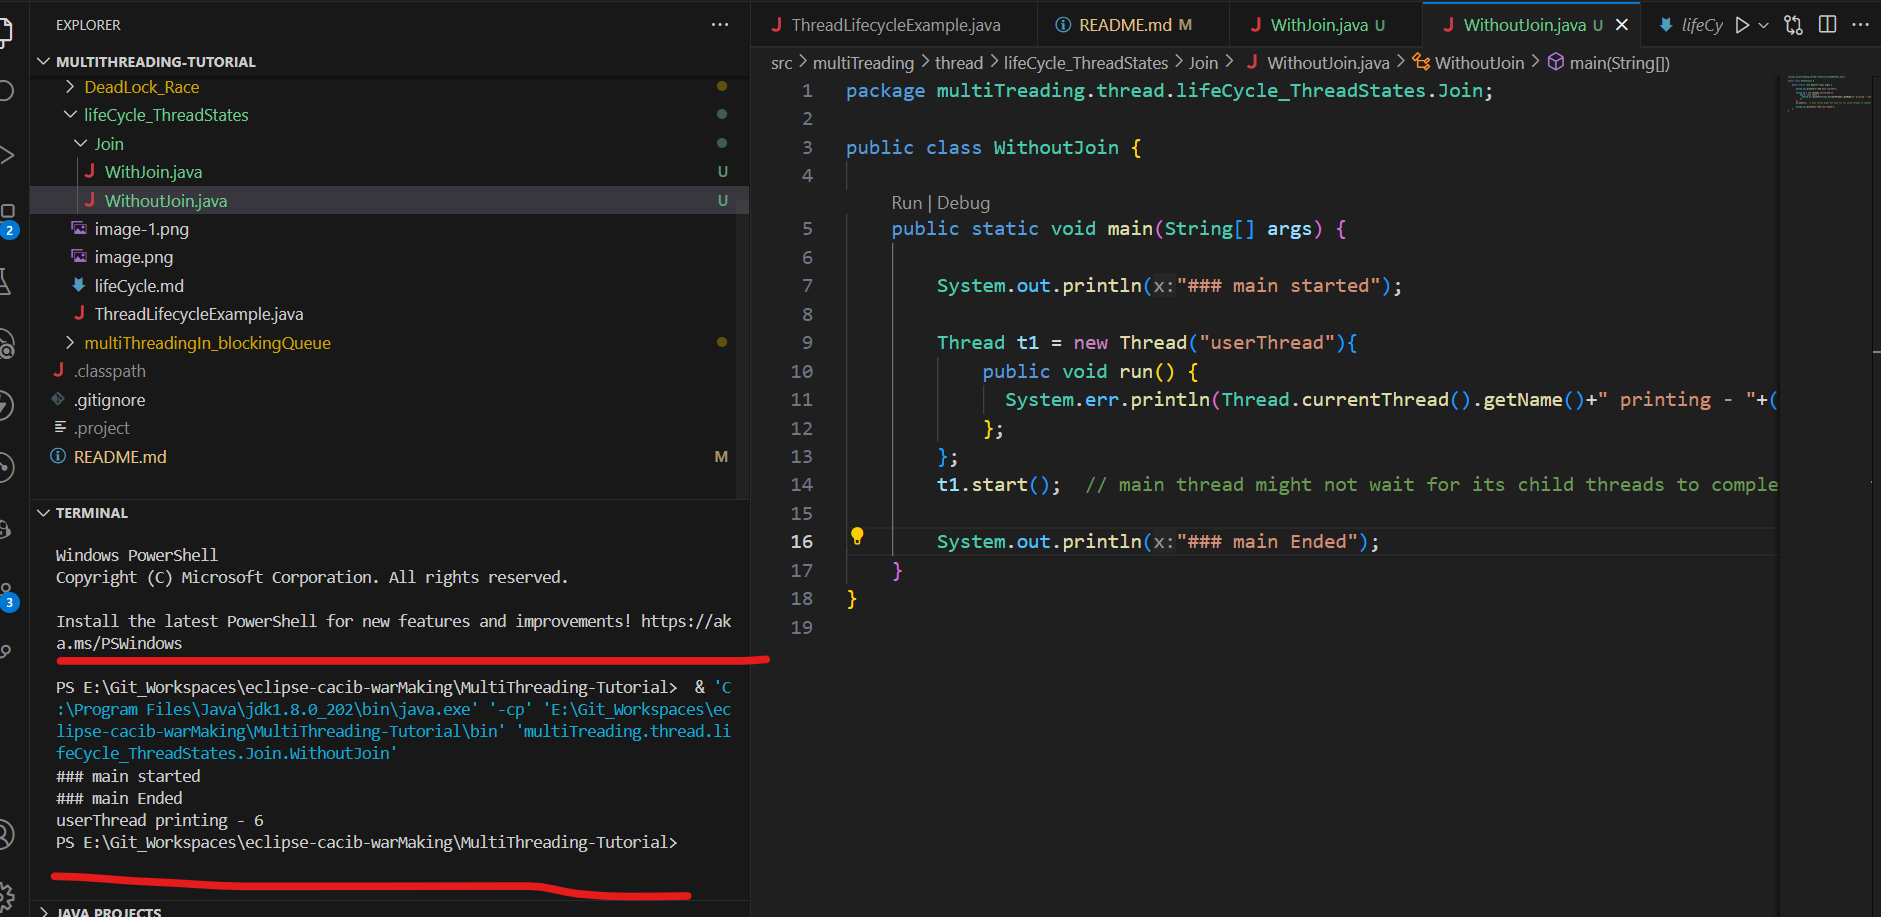 EXPLORER
MULTITHREADING-TUTORIAL
DeadLock_Race
lifeCycle_ThreadStates
Join
WithJoin.java U
WithoutJoin.java U
image-1.png
image.png
lifeCycle.md
ThreadLifecycleExample.java
multiThreadingIn_blockingQueue
.classpath
.gitignore
.project
README.md M
2
3
TERMINAL
Windows PowerShell
Copyright (C) Microsoft Corporation. All rights reserved.
Install the latest PowerShell for new features and improvements! https://ak
a.ms/PSWindows
PS E:\Git_Workspaces\eclipse-cacib-warMaking\MultiThreading-Tutorial>  & 'C
:\Program Files\Java\jdk1.8.0_202\bin\java.exe' '-cp' 'E:\Git_Workspaces\ec
lipse-cacib-warMaking\MultiThreading-Tutorial\bin' 'multiTreading.thread.li
feCycle_ThreadStates.Join.WithoutJoin'
### main started
### main Ended
userThread printing - 6
PS E:\Git_Workspaces\eclipse-cacib-warMaking\MultiThreading-Tutorial>
JAVA PROJECTS
ThreadLifecycleExample.java README.md M WithJoin.java U WithoutJoin.java U lifeCy
src > multiTreading > thread > lifeCycle_ThreadStates > Join > WithoutJoin.java > WithoutJoin > main(String[])
1 package multiTreading.thread.lifeCycle_ThreadStates.Join;
2
3 public class WithoutJoin {
4
Run | Debug
5 public static void main(String[] args) {
6
7 System.out.println(x:"### main started");
8
9 Thread t1 = new Thread("userThread"){
10 public void run() {
11 System.err.println(Thread.currentThread().getName()+" printing - "+(
12 };
13 };
14 t1.start();  // main thread might not wait for its child threads to comple
15
16 System.out.println(x:"### main Ended");
17 }
18 }
19